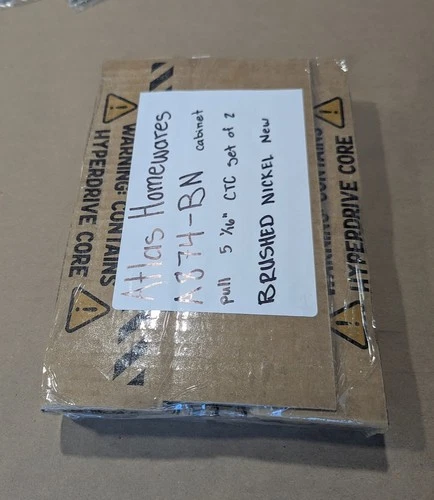 Atlas Homewares
A874-BN cabinet
pull 5 1/16" CTC set of 2
BRUSHED NICKEL New
WARNING: CONTAINS
HYPERDRIVE CORE
WARNING: CONTAINS
HYPERDRIVE CORE